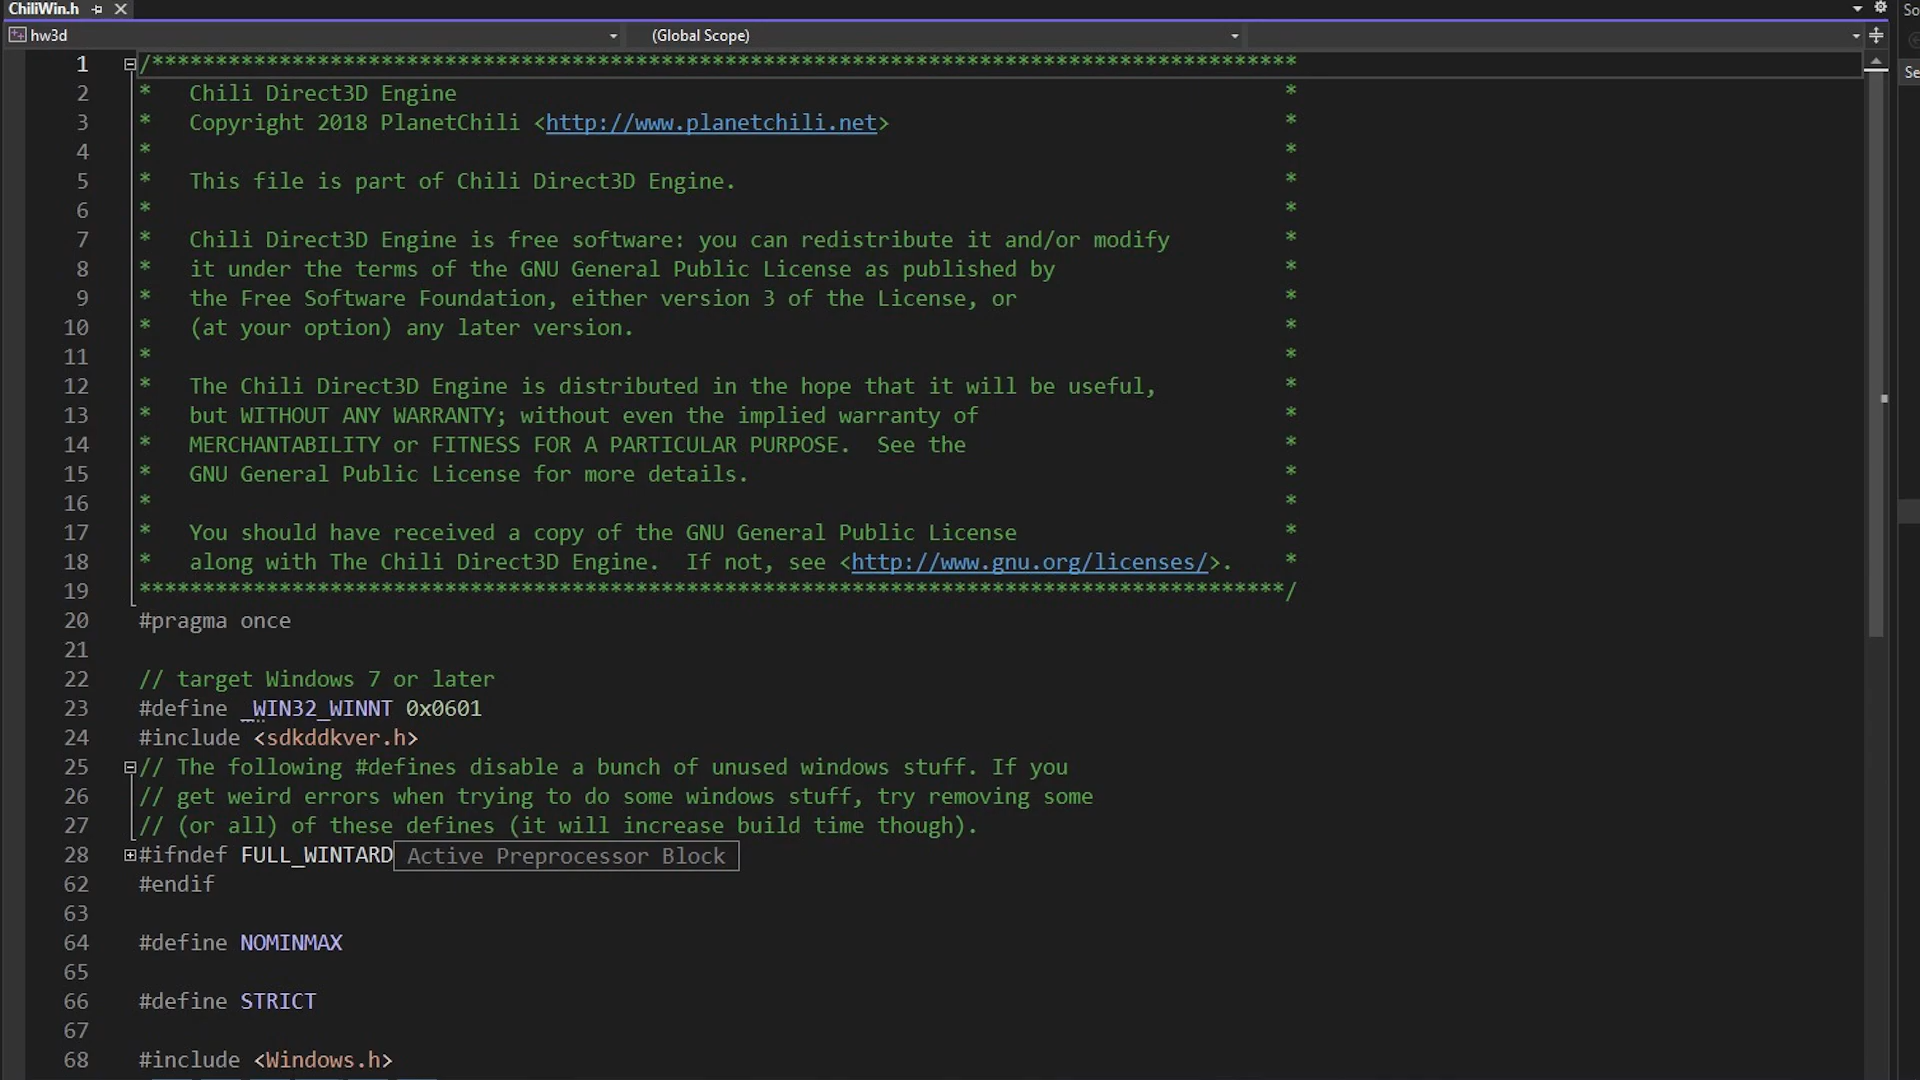 ChiliWin.h
So
hw3d
(Global Scope)
Se
1 /******************************************************************************************
2 *   Chili Direct3D Engine *
3 *   Copyright 2018 PlanetChili <http://www.planetchili.net> *
4 * *
5 *   This file is part of Chili Direct3D Engine. *
6 * *
7 *   Chili Direct3D Engine is free software: you can redistribute it and/or modify *
8 *   it under the terms of the GNU General Public License as published by *
9 *   the Free Software Foundation, either version 3 of the License, or *
10 *   (at your option) any later version. *
11 * *
12 *   The Chili Direct3D Engine is distributed in the hope that it will be useful, *
13 *   but WITHOUT ANY WARRANTY; without even the implied warranty of *
14 *   MERCHANTABILITY or FITNESS FOR A PARTICULAR PURPOSE.  See the *
15 *   GNU General Public License for more details. *
16 * *
17 *   You should have received a copy of the GNU General Public License *
18 *   along with The Chili Direct3D Engine.  If not, see <http://www.gnu.org/licenses/>. *
19 ******************************************************************************************/
20 #pragma once
21
22 // target Windows 7 or later
23 #define _WIN32_WINNT 0x0601
24 #include <sdkddkver.h>
25 // The following #defines disable a bunch of unused windows stuff. If you
26 // get weird errors when trying to do some windows stuff, try removing some
27 // (or all) of these defines (it will increase build time though).
28 #ifndef FULL_WINTARD Active Preprocessor Block
62 #endif
63
64 #define NOMINMAX
65
66 #define STRICT
67
68 #include <Windows.h>